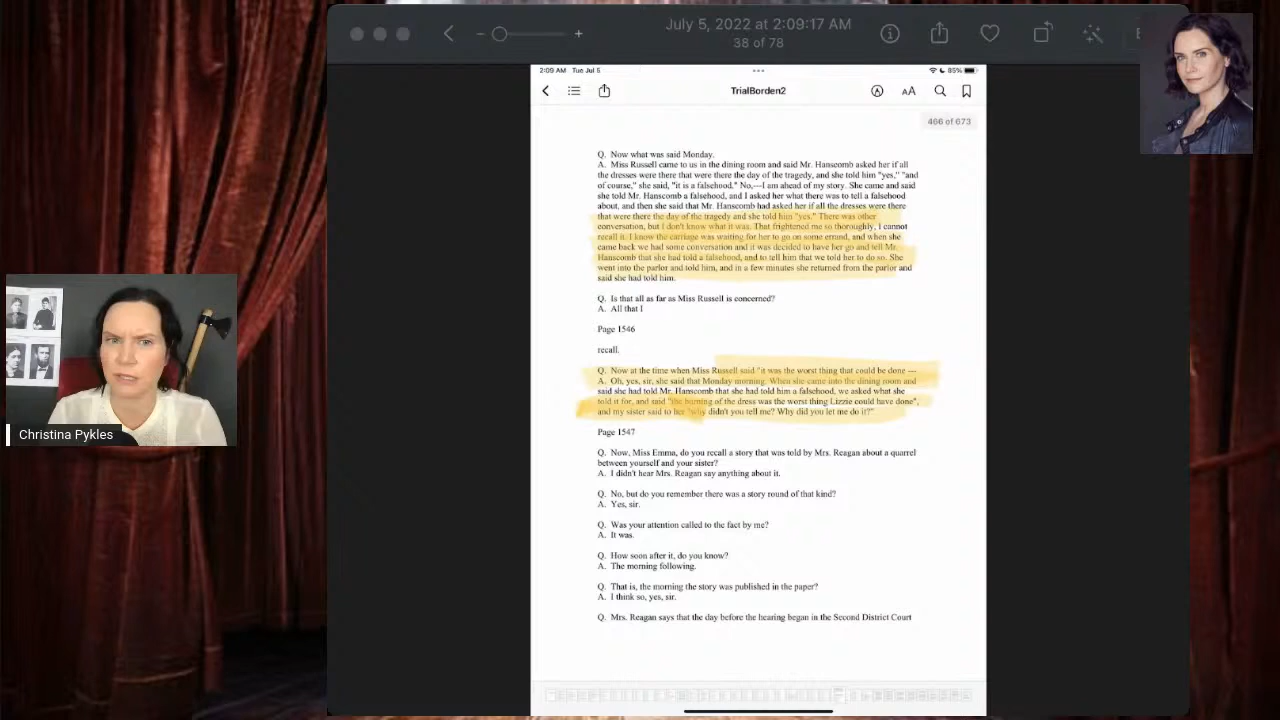 July 5, 2022 at 2:09:17 AM
38 of 78
2:09 AM Tue Jul 5
85%
TrialBorden2
466 of 673
Q. Now what was said Monday.
A. Miss Russell came to us in the dining room and said Mr. Hanscomb asked her if all
the dresses were there that were there the day of the tragedy, and she told him "yes," "and
of course," she said, "it is a falsehood." No,---I am ahead of my story. She came and said
she told Mr. Hanscomb a falsehood, and I asked her what there was to tell a falsehood
about, and then she said that Mr. Hanscomb had asked her if all the dresses were there
that were there the day of the tragedy and she told him "yes." There was other
conversation, but I don't know what it was. That frightened me so thoroughly, I cannot
recall it. I know the carriage was waiting for her to go on some errand, and when she
came back we had some conversation and it was decided to have her go and tell Mr.
Hanscomb that she had told a falsehood, and to tell him that we told her to do so. She
went into the parlor and told him, and in a few minutes she returned from the parlor and
said she had told him.
Q. Is that all as far as Miss Russell is concerned?
A. All that I
Page 1546
recall.
Q. Now at the time when Miss Russell said "it was the worst thing that could be done ---
A. Oh, yes, sir, she said that Monday morning. When she came into the dining room and
said she had told Mr. Hanscomb that she had told him a falsehood, we asked what she
told it for, and said "the burning of the dress was the worst thing Lizzie could have done",
and my sister said to her "why didn't you tell me? Why did you let me do it?"
Page 1547
Q. Now, Miss Emma, do you recall a story that was told by Mrs. Reagan about a quarrel
between yourself and your sister?
A. I didn't hear Mrs. Reagan say anything about it.
Q. No, but do you remember there was a story round of that kind?
A. Yes, sir.
Q. Was your attention called to the fact by me?
A. It was.
Q. How soon after it, do you know?
A. The morning following.
Q. That is, the morning the story was published in the paper?
A. I think so, yes, sir.
Q. Mrs. Reagan says that the day before the hearing began in the Second District Court
Christina Pykles